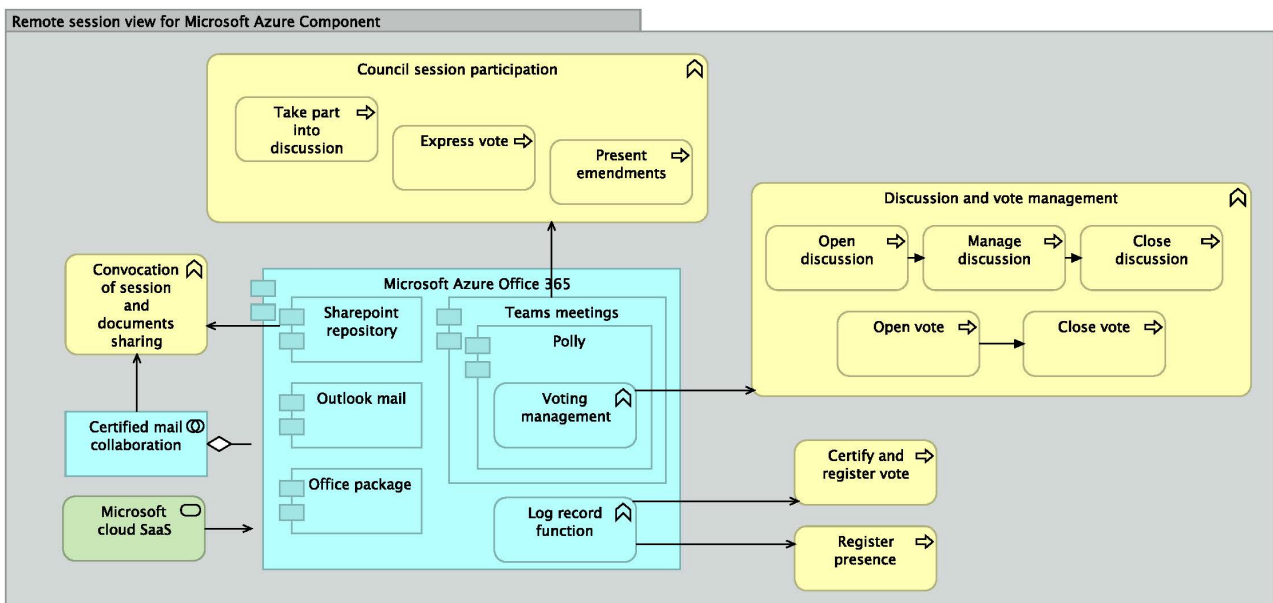 Remote session view for Microsoft Azure Component
Council session participation
Take part
into
discussion
Express vote
Present
emendments
Discussion and vote management
Open
discussion
Manage
discussion
Close
discussion
Open vote
Close vote
Convocation
of session
and
documents
sharing
Microsoft Azure Office 365
Sharepoint
repository
Teams meetings
Polly
Outlook mail
Voting
management
Certified mail
collaboration
Office package
Log record
function
Microsoft
cloud SaaS
Certify and
register vote
Register
presence